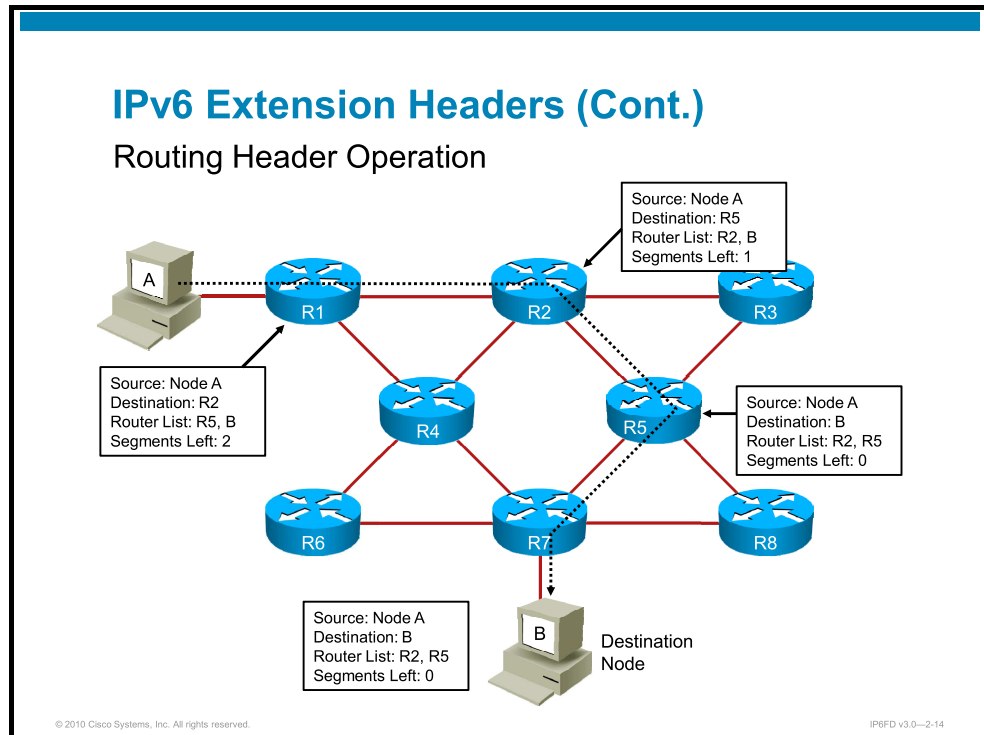 IPv6 Extension Headers (Cont.)
Routing Header Operation
Source: Node A
Destination: R5
Router List: R2, B
Segments Left: 1
A
R1
R2
R3
Source: Node A
Destination: R2
Router List: R5, B
Segments Left: 2
R4
R5
Source: Node A
Destination: B
Router List: R2, R5
Segments Left: 0
R6
R7
R8
Source: Node A
Destination: B
Router List: R2, R5
Segments Left: 0
B
Destination
Node
© 2010 Cisco Systems, Inc. All rights reserved.
IP6FD v3.0—2-14